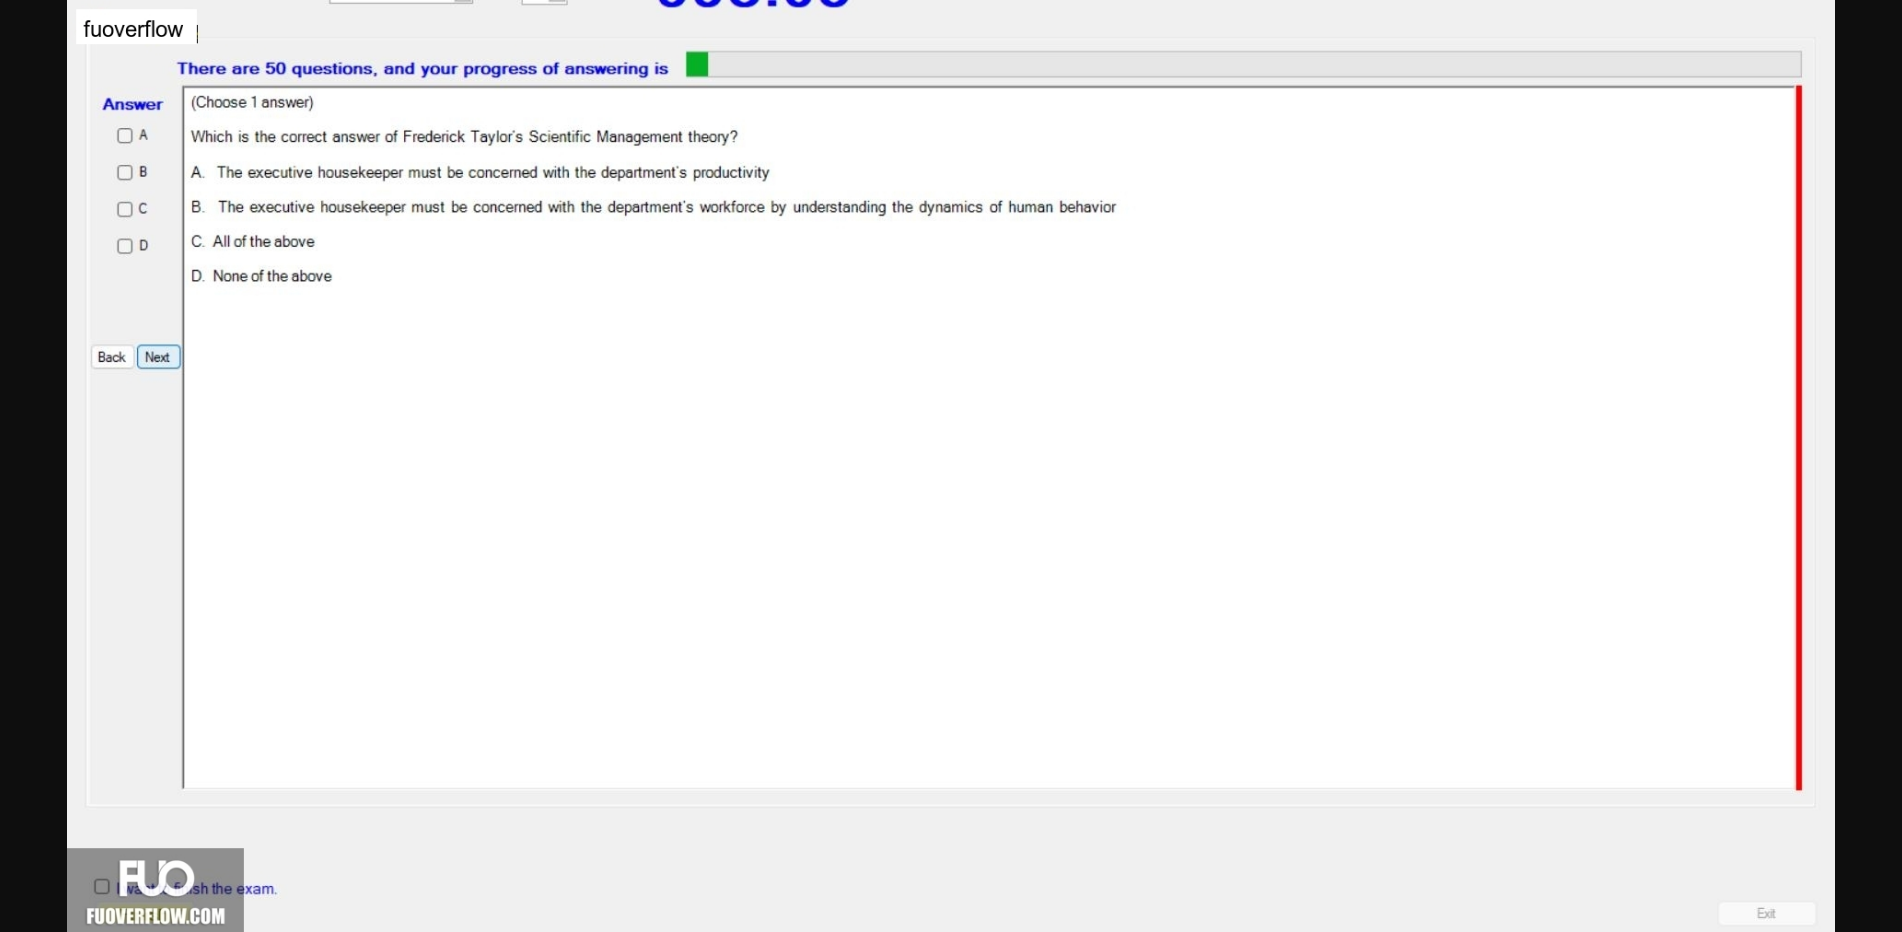 fuoverflow
There are 50 questions, and your progress of answering is
Answer
(Choose 1 answer)
A
Which is the correct answer of Frederick Taylor's Scientific Management theory?
B
A. The executive housekeeper must be concerned with the department's productivity
C
B. The executive housekeeper must be concerned with the department's workforce by understanding the dynamics of human behavior
D
C. All of the above
D. None of the above
Back Next
FUO
I want finish the exam.
FUOVERFLOW.COM
Exit